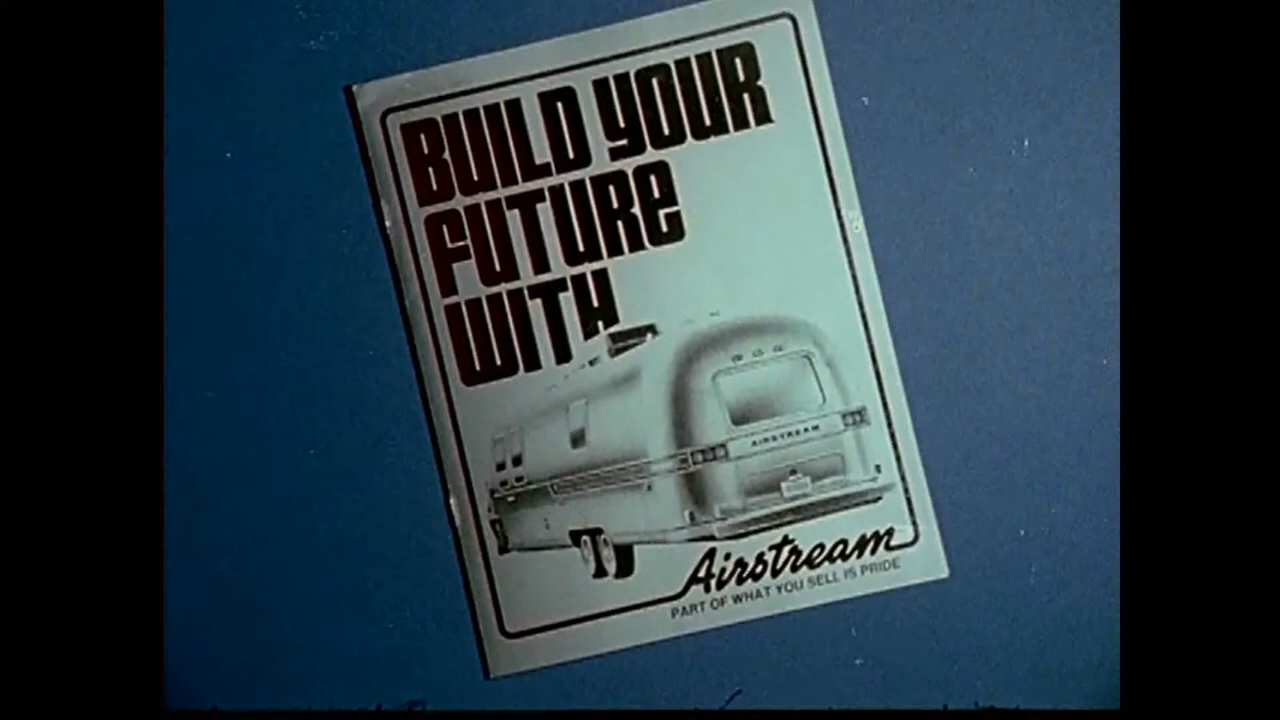 BUILD YOUR
FUTURE
WITH
AIRSTREAM
Airstream
PART OF WHAT YOU SELL IS PRIDE